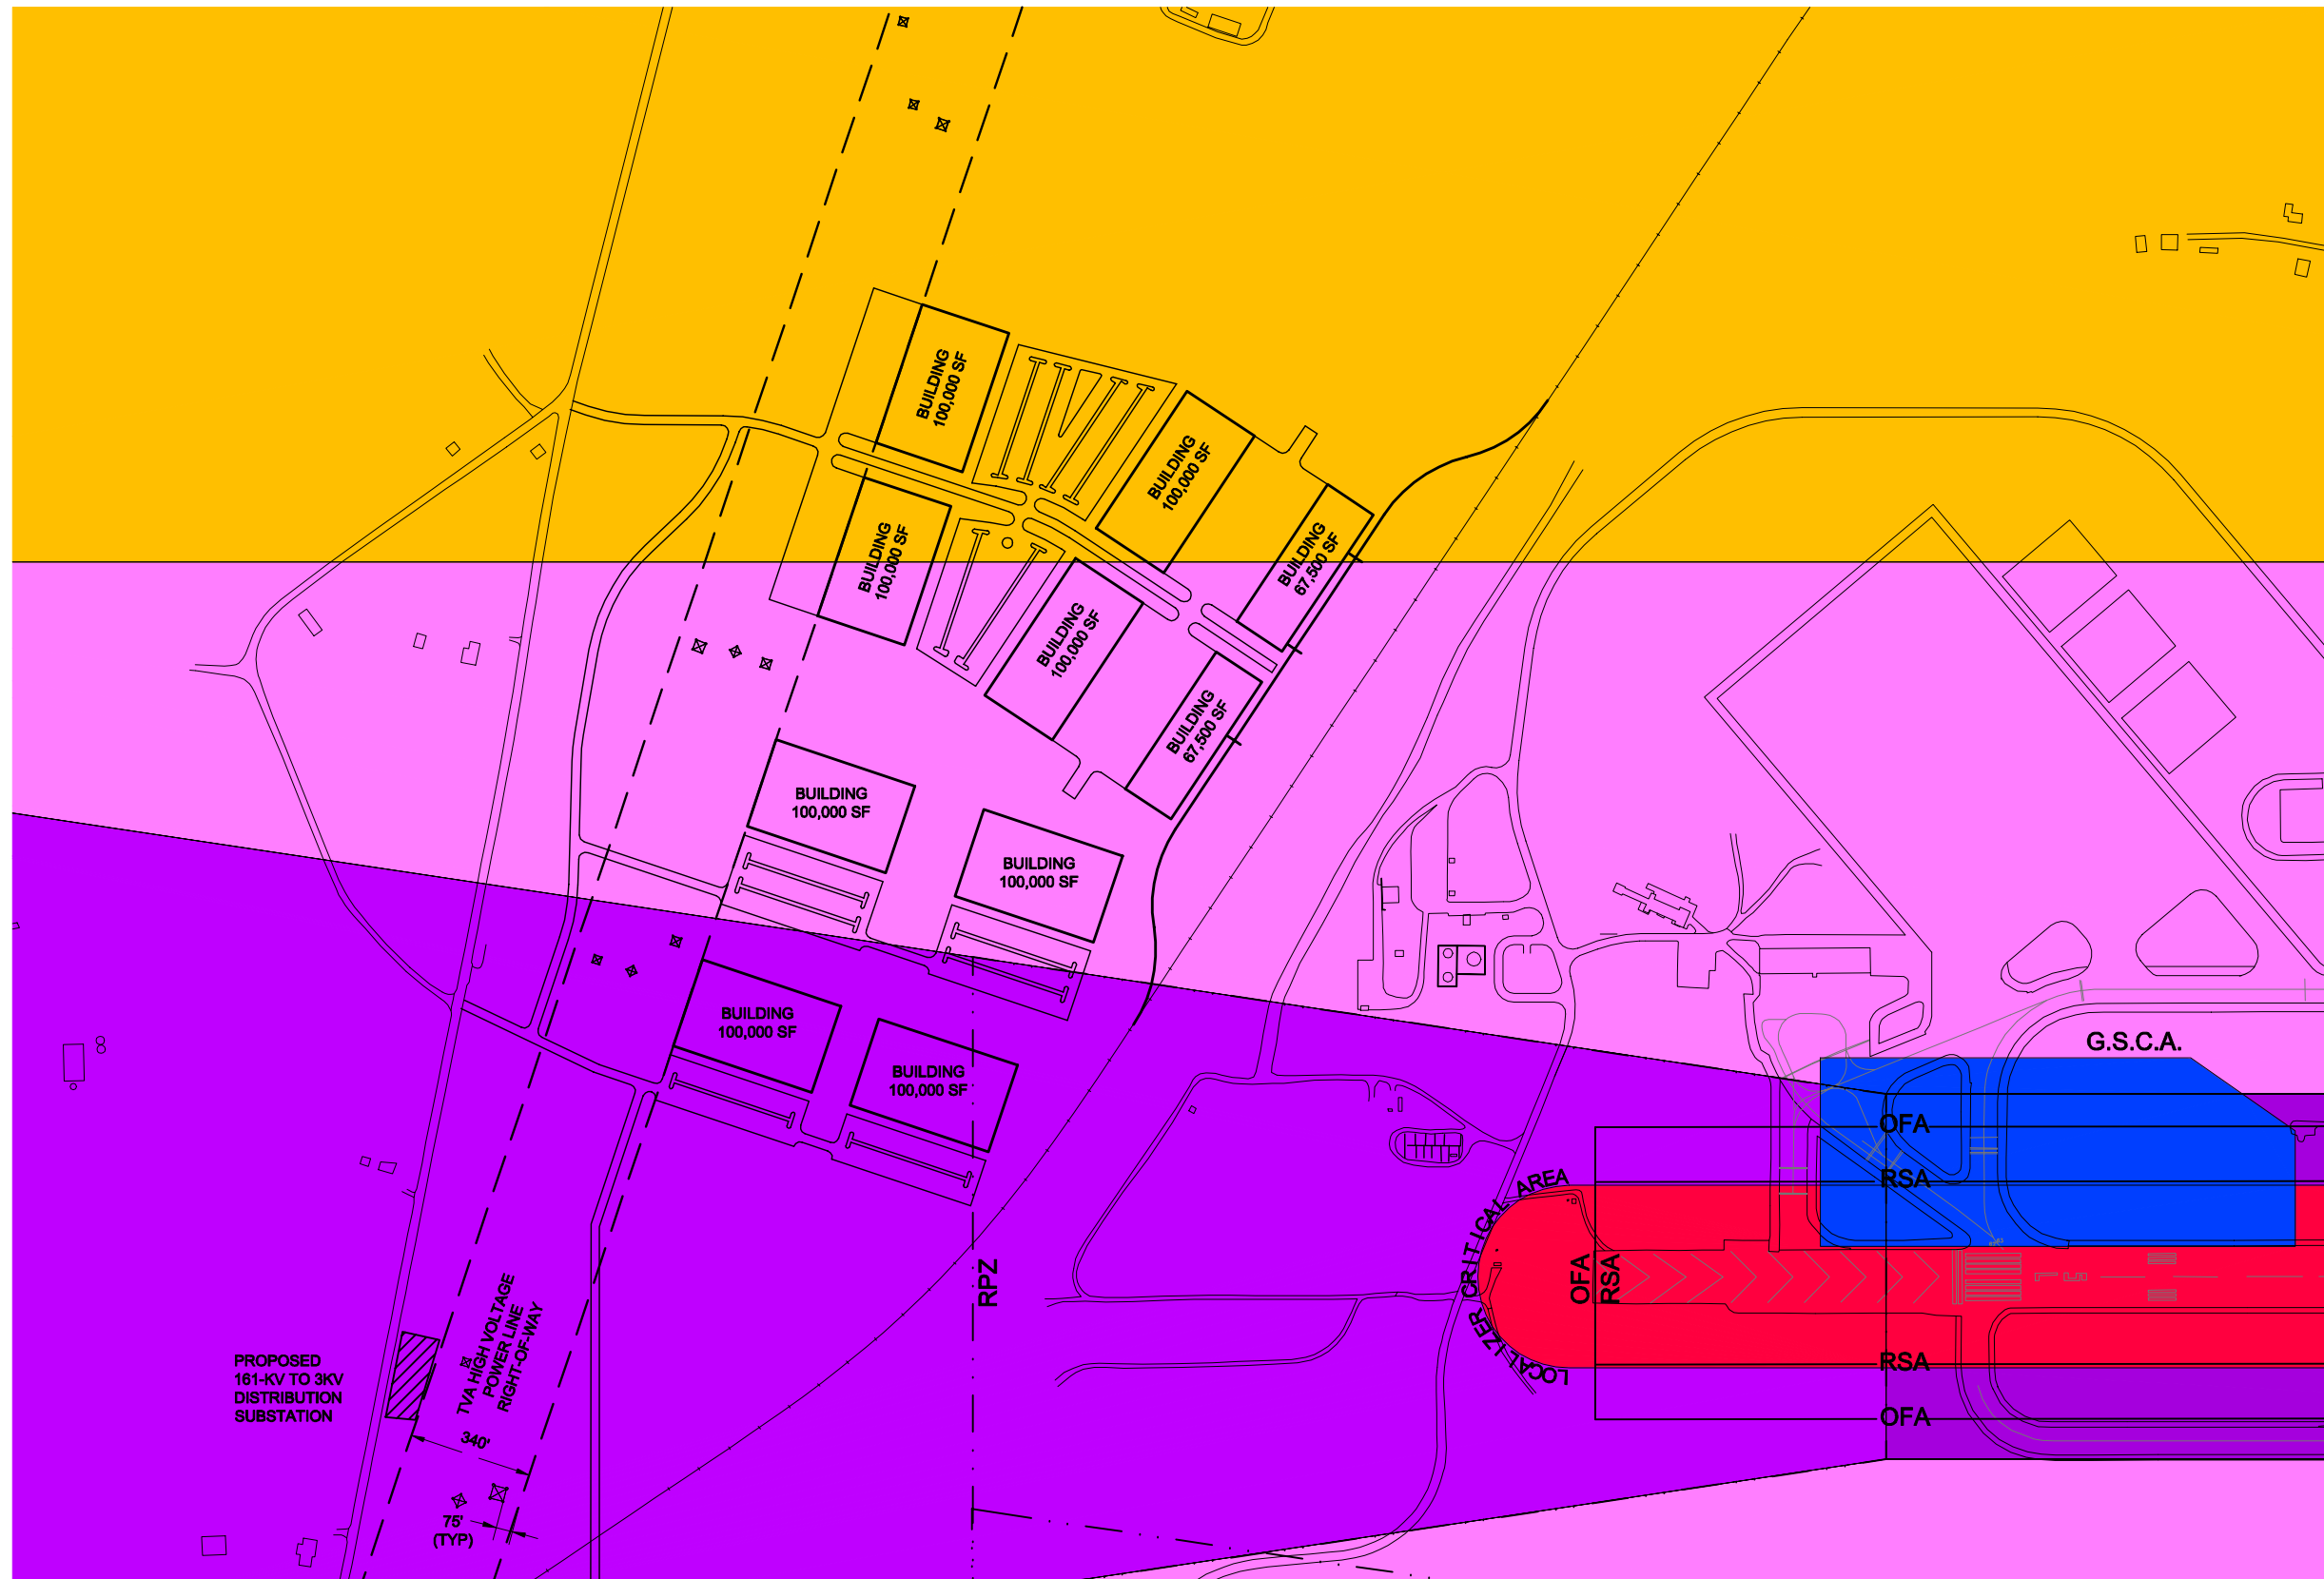 BUILDING
100,000 SF
BUILDING
100,000 SF
BUILDING
100,000 SF
BUILDING
67,500 SF
BUILDING
100,000 SF
BUILDING
67,500 SF
BUILDING
100,000 SF
BUILDING
100,000 SF
BUILDING
100,000 SF
BUILDING
100,000 SF
G.S.C.A.
OFA
RSA
LOCALIZER CRITICAL AREA
OFA
RSA
RPZ
RSA
OFA
PROPOSED
161-KV TO 3KV
DISTRIBUTION
SUBSTATION
TVA HIGH VOLTAGE
POWER LINE
RIGHT-OF-WAY
340'
75'
(TYP)